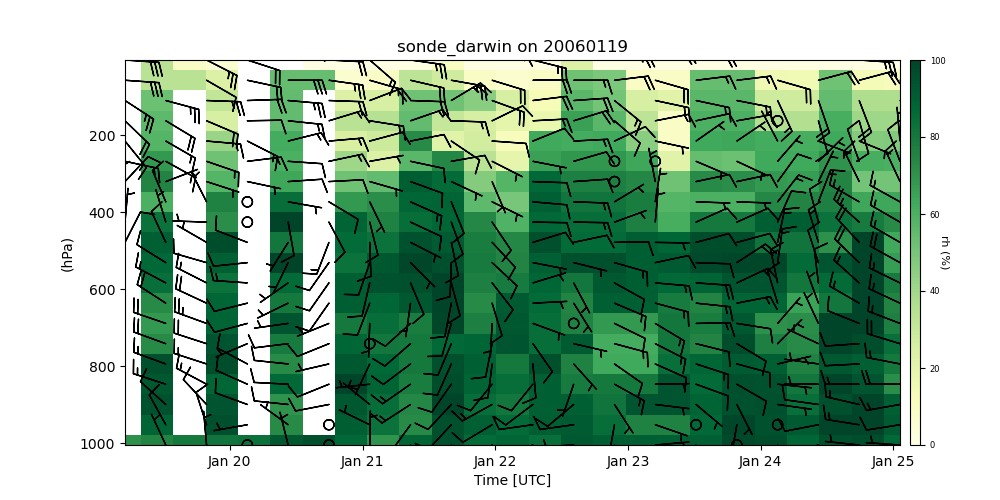 sonde_darwin on 20060119
(hPa)
200
400
600
800
1000
Jan 20
Jan 21
Jan 22
Jan 23
Jan 24
Jan 25
Time [UTC]
100
80
60
40
20
0
rh (%)